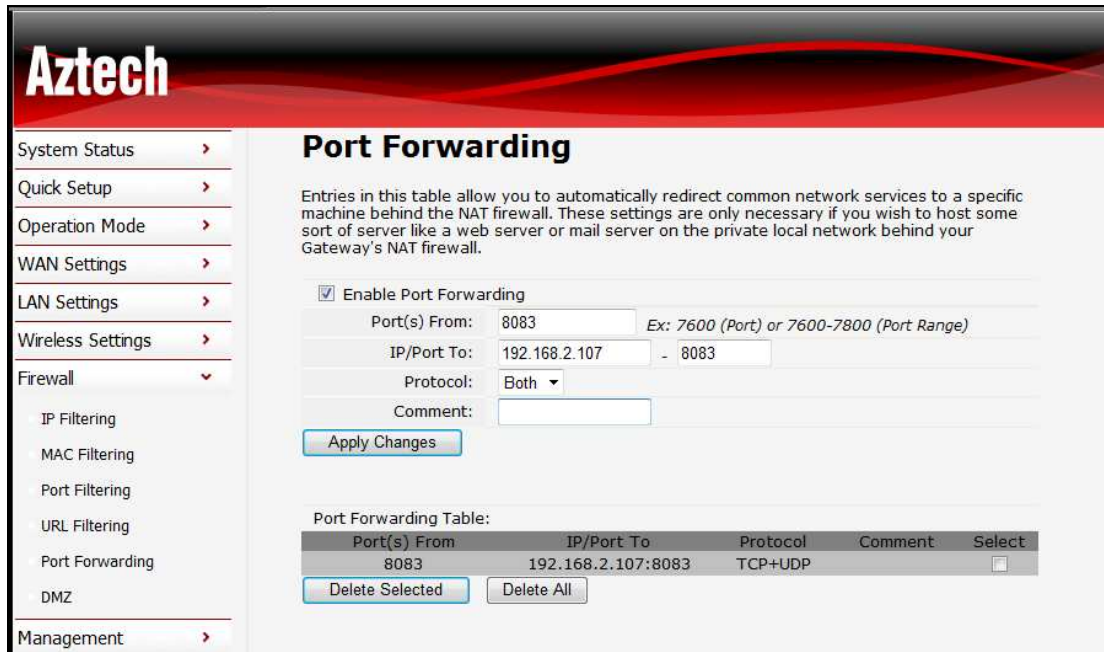 Aztech
System Status
Quick Setup
Operation Mode
WAN Settings
LAN Settings
Wireless Settings
Firewall
IP Filtering
MAC Filtering
Port Filtering
URL Filtering
Port Forwarding
DMZ
Management
Port Forwarding
Entries in this table allow you to automatically redirect common network services to a specific
machine behind the NAT firewall. These settings are only necessary if you wish to host some
sort of server like a web server or mail server on the private local network behind your
Gateway's NAT firewall.
Enable Port Forwarding
Port(s) From: 8083 Ex: 7600 (Port) or 7600-7800 (Port Range)
IP/Port To: 192.168.2.107 - 8083
Protocol: Both
Comment:
Apply Changes
Port Forwarding Table:
Port(s) From IP/Port To Protocol Comment Select
8083 192.168.2.107:8083 TCP+UDP
Delete Selected Delete All